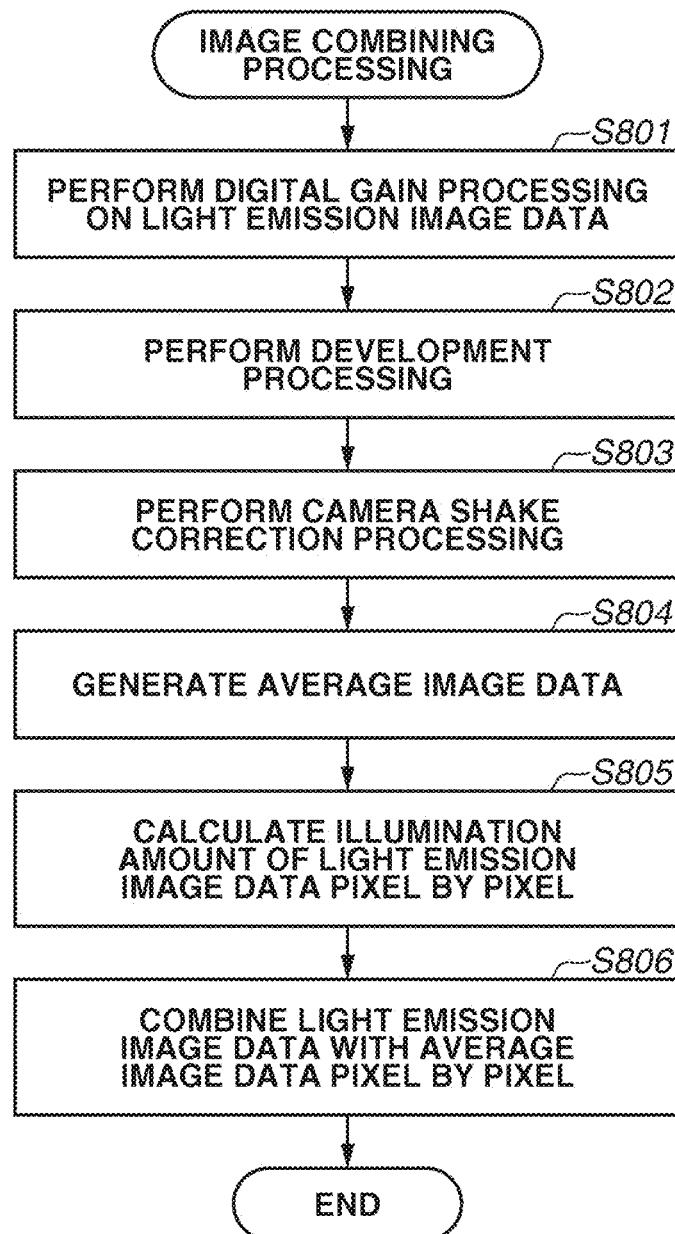 IMAGE COMBINING
PROCESSING
S801
PERFORM DIGITAL GAIN PROCESSING
ON LIGHT EMISSION IMAGE DATA
S802
PERFORM DEVELOPMENT
PROCESSING
S803
PERFORM CAMERA SHAKE
CORRECTION PROCESSING
S804
GENERATE AVERAGE IMAGE DATA
S805
CALCULATE ILLUMINATION
AMOUNT OF LIGHT EMISSION
IMAGE DATA PIXEL BY PIXEL
S806
COMBINE LIGHT EMISSION
IMAGE DATA WITH AVERAGE
IMAGE DATA PIXEL BY PIXEL
END